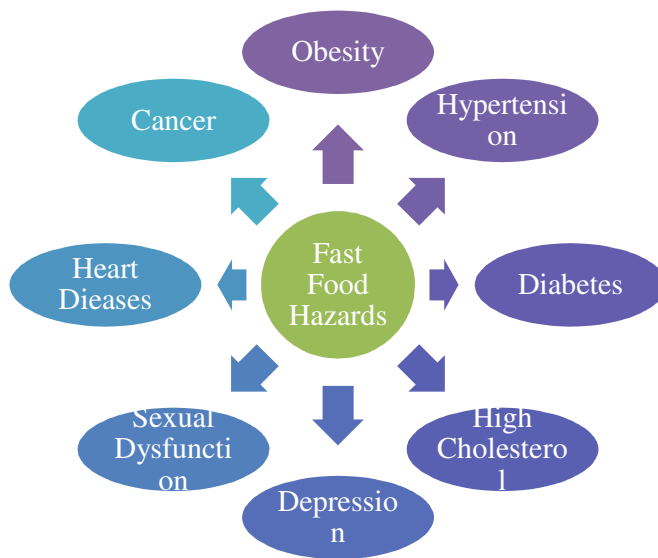 Obesity
Hypertensi
on
Diabetes
High
Cholestero
l
Depressio
n
Sexual
Dysfuncti
on
Heart
Dieases
Cancer
Fast
Food
Hazards